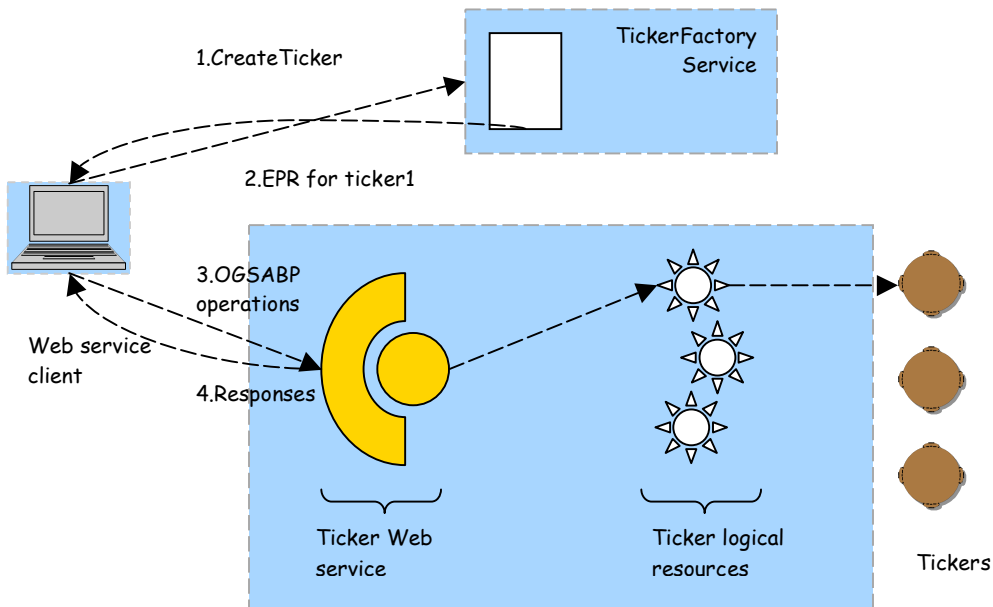 TickerFactory
Service
1.CreateTicker
2.EPR for ticker1
3.OGSABP
operations
Web service
client
4.Responses
Ticker Web
service
Ticker logical
resources
Tickers